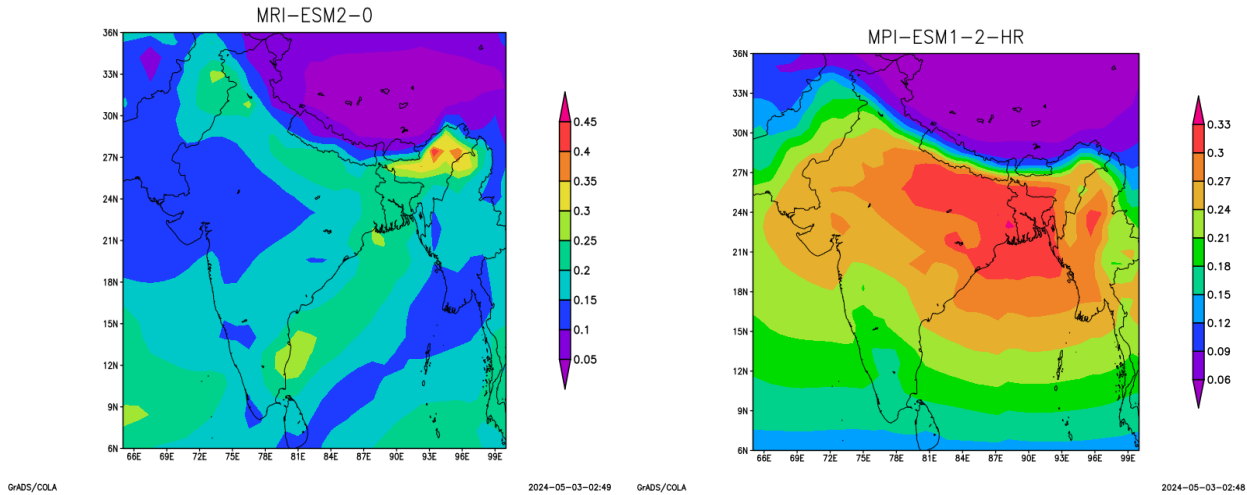 MRI-ESM2-0
36N
33N
30N
27N
24N
21N
18N
15N
12N
9N
6N
66E 69E 72E 75E 78E 81E 84E 87E 90E 93E 96E 99E
0.45
0.4
0.35
0.3
0.25
0.2
0.15
0.1
0.05
GrADS/COLA
2024-05-03-02:49
MPI-ESM1-2-HR
36N
33N
30N
27N
24N
21N
18N
15N
12N
9N
6N
66E 69E 72E 75E 78E 81E 84E 87E 90E 93E 96E 99E
0.33
0.3
0.27
0.24
0.21
0.18
0.15
0.12
0.09
0.06
GrADS/COLA
2024-05-03-02:48